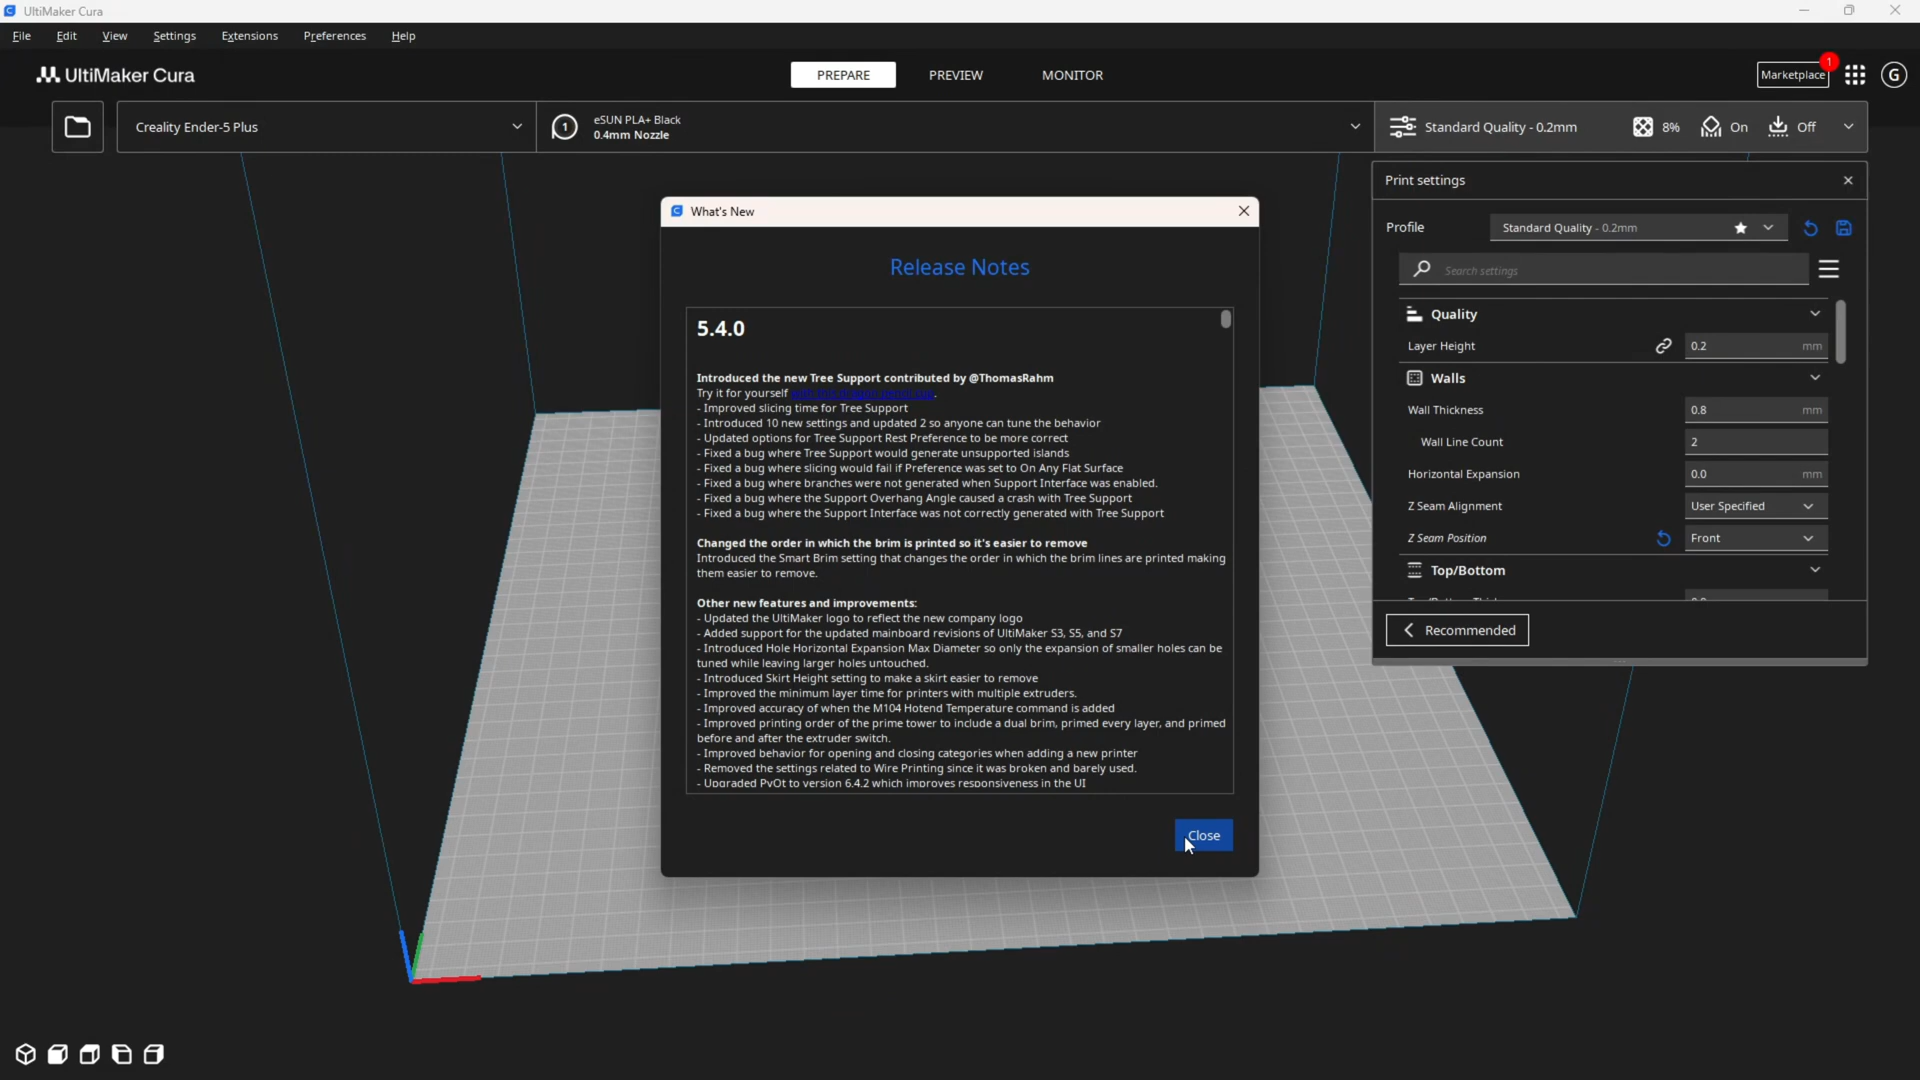 UltiMaker Cura
File Edit View Settings Extensions Preferences Help
UltiMaker Cura
PREPARE PREVIEW MONITOR
Marketplace 1
G
Creality Ender-5 Plus
1
eSUN PLA+ Black
0.4mm Nozzle
Standard Quality - 0.2mm 8% On Off
Print settings
Profile Standard Quality - 0.2mm
Search settings
Quality
Layer Height 0.2 mm
Walls
Wall Thickness 0.8 mm
Wall Line Count 2
Horizontal Expansion 0.0 mm
Z Seam Alignment User Specified
Z Seam Position Front
Top/Bottom
Recommended
What's New
Release Notes
5.4.0
Introduced the new Tree Support contributed by @ThomasRahm
Try it for yourself
- Improved slicing time for Tree Support
- Introduced 10 new settings and updated 2 so anyone can tune the behavior
- Updated options for Tree Support Rest Preference to be more correct
- Fixed a bug where Tree Support would generate unsupported islands
- Fixed a bug where slicing would fail if Preference was set to On Any Flat Surface
- Fixed a bug where branches were not generated when Support Interface was enabled.
- Fixed a bug where the Support Overhang Angle caused a crash with Tree Support
- Fixed a bug where the Support Interface was not correctly generated with Tree Support
Changed the order in which the brim is printed so it's easier to remove
Introduced the Smart Brim setting that changes the order in which the brim lines are printed making
them easier to remove.
Other new features and improvements:
- Updated the UltiMaker logo to reflect the new company logo
- Added support for the updated mainboard revisions of UltiMaker S3, S5, and S7
- Introduced Hole Horizontal Expansion Max Diameter so only the expansion of smaller holes can be
tuned while leaving larger holes untouched.
- Introduced Skirt Height setting to make a skirt easier to remove
- Improved the minimum layer time for printers with multiple extruders.
- Improved accuracy of when the M104 Hotend Temperature command is added
- Improved printing order of the prime tower to include a dual brim, primed every layer, and primed
before and after the extruder switch.
- Improved behavior for opening and closing categories when adding a new printer
- Removed the settings related to Wire Printing since it was broken and barely used.
- Upgraded PyQt to version 6.4.2 which improves responsiveness in the UI
Close